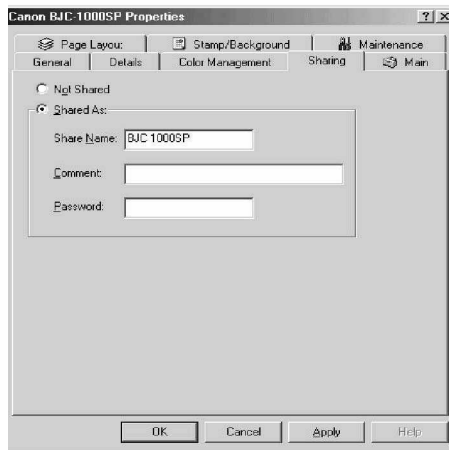 Canon BJC-1000SP Properties
Page Layout Stamp/Background Maintenance
General Details Color Management Sharing Main
Not Shared
Shared As:
Share Name: BJC 1000SP
Comment:
Password:
OK Cancel Apply Help